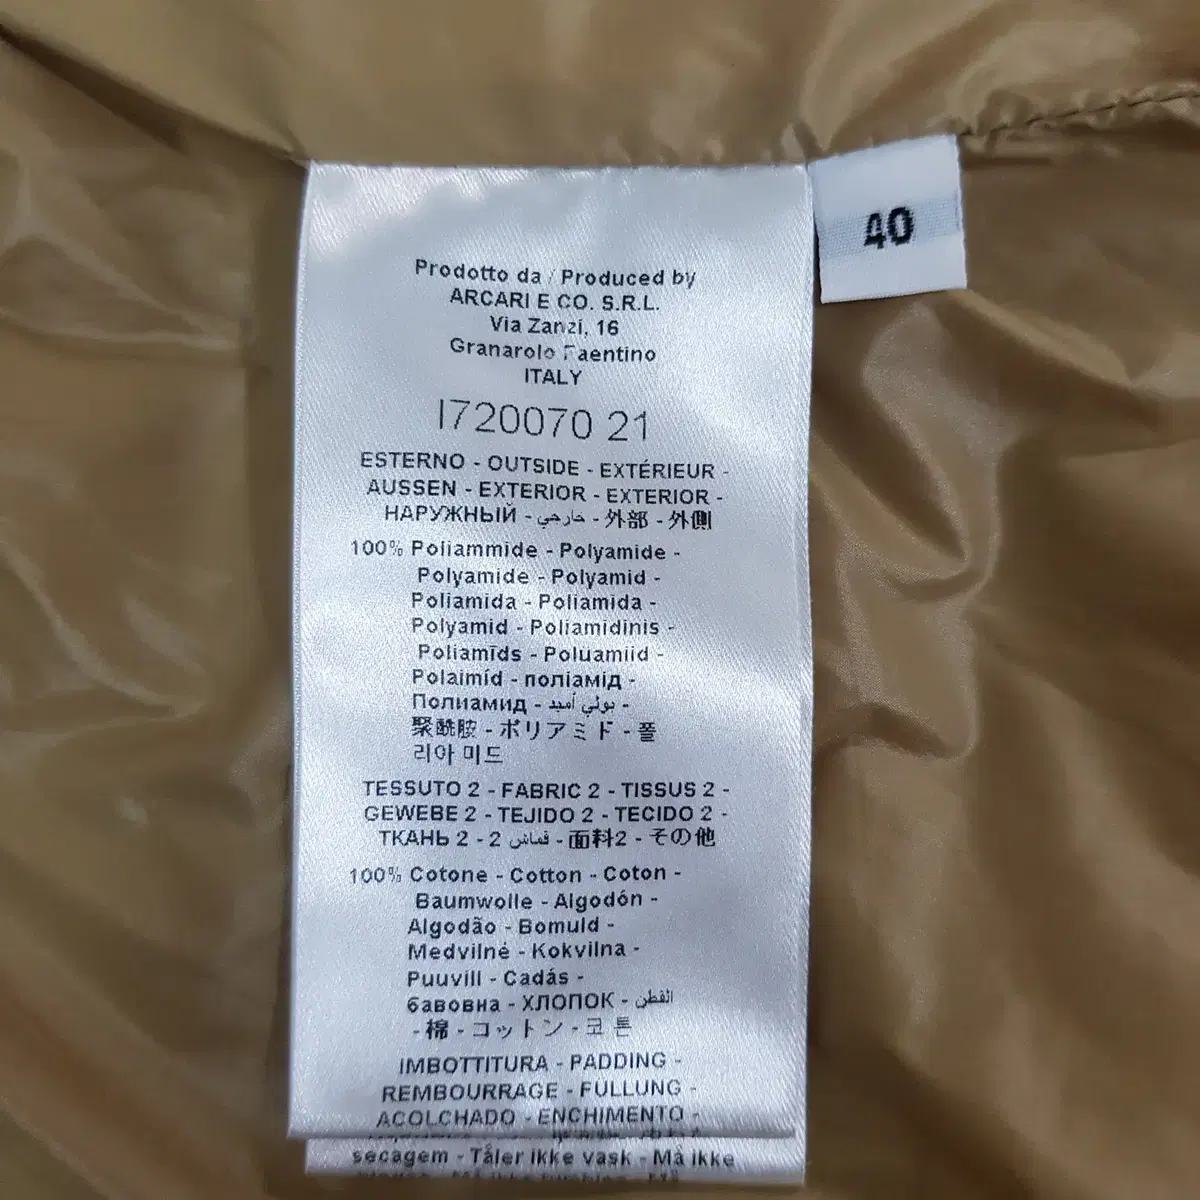 40
Prodotto da / Produced by
ARCARI E CO. S.R.L.
Via Zanzi, 16
Granarolo Faentino
ITALY
I720070 21
ESTERNO - OUTSIDE - EXTÉRIEUR -
AUSSEN - EXTERIOR - EXTERIOR -
НАРУЖНЫЙ - خارجي - 外部 - 外側
100% Poliammide - Polyamide -
Polyamide - Polyamid -
Poliamida - Poliamida -
Polyamid - Poliamidinis -
Poliamīds - Poluamiid -
Polaimíd - поліамід -
Полиамид - بولي أميد -
聚酰胺 - ポリアミド - 폴
리아미드
TESSUTO 2 - FABRIC 2 - TISSUS 2 -
GEWEBE 2 - TEJIDO 2 - TECIDO 2 -
ТКАНЬ 2 - 2 قماش - 面料2 - その他
100% Cotone - Cotton - Coton -
Baumwolle - Algodón -
Algodão - Bomuld -
Medvilnė - Kokvilna -
Puuvill - Cadás -
бавовна - ХЛОПОК - القطن
- 棉 - コットン - 코튼
IMBOTTITURA - PADDING -
REMBOURRAGE - FÜLLUNG -
ACOLCHADO - ENCHIMENTO -
secagem - Tåler ikke vask - Må ikke